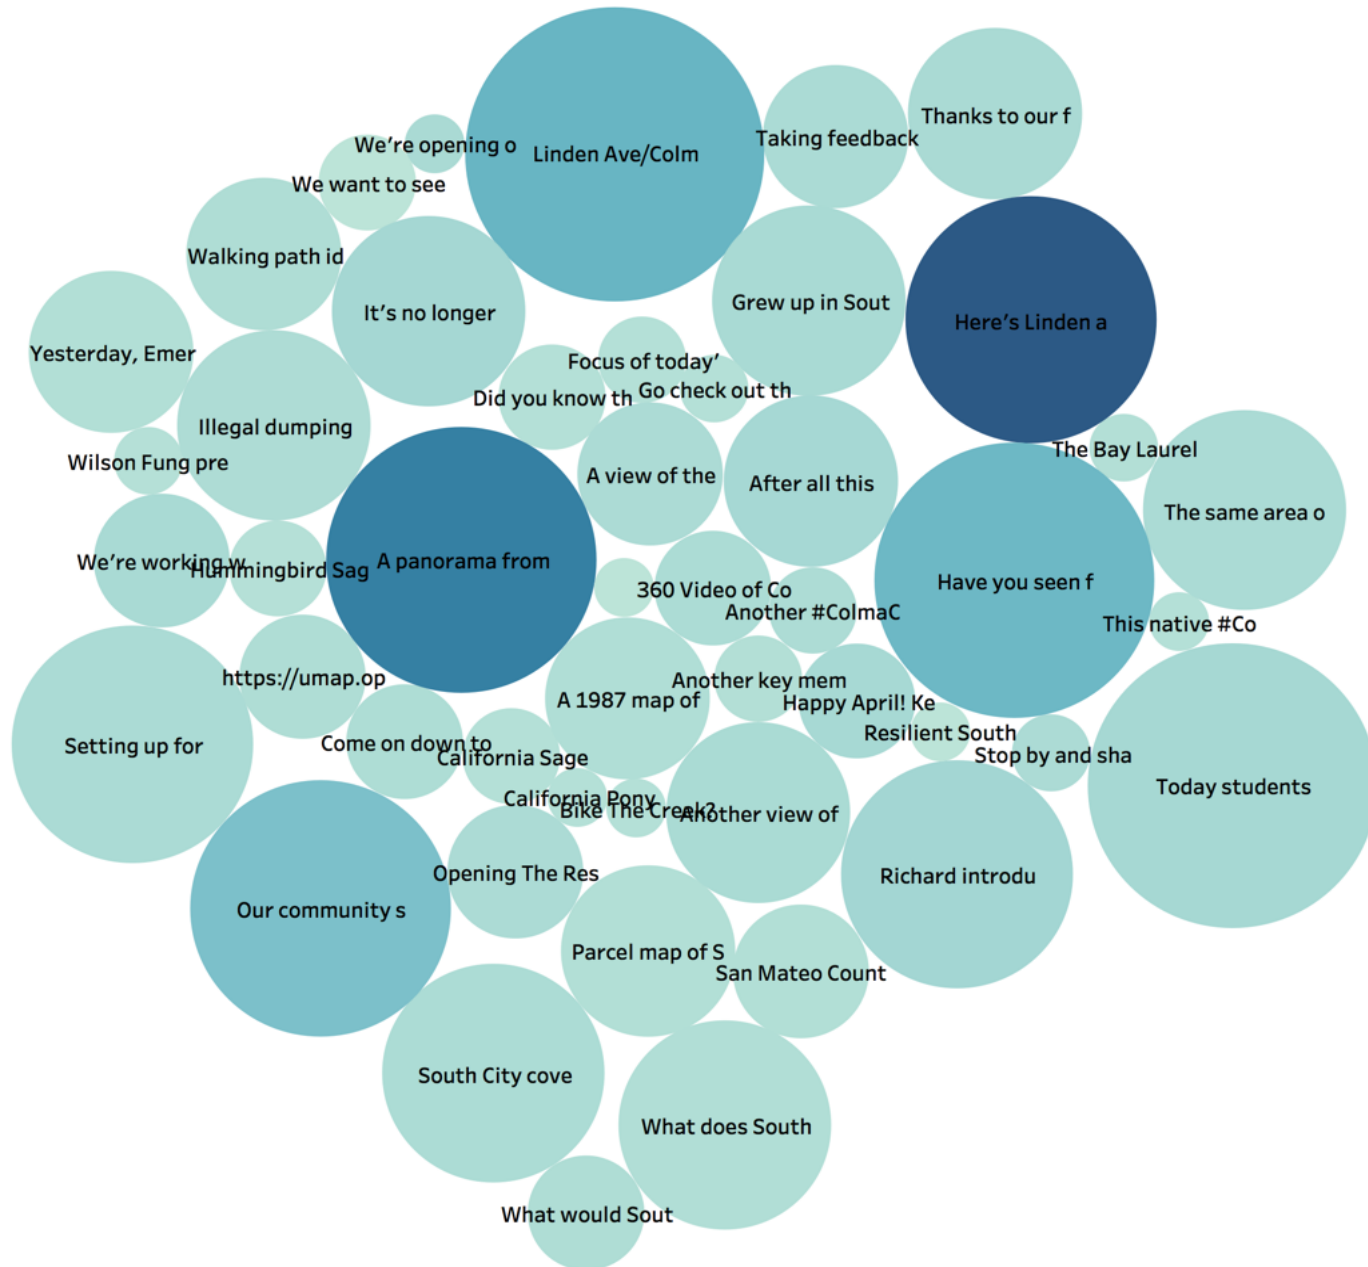 Thanks to our f
Taking feedback
We're opening o
Linden Ave/Colm
We want to see
Walking path id
Grew up in Sout
It's no longer
Here's Linden a
Yesterday, Emer
Focus of today'
Go check out th
Did you know th
Illegal dumping
The Bay Laurel
Wilson Fung pre
A view of the
After all this
The same area o
We're working w
Hummingbird Sag
A panorama from
Have you seen f
360 Video of Co
Another #ColmaC
This native #Co
https://umap.op
Another key mem
A 1987 map of
Happy April! Ke
Resilient South
Setting up for
Come on down to
California Sage
Stop by and sha
Today students
California Pony
Bike The Creek?
Another view of
Opening The Res
Richard introdu
Our community s
Parcel map of S
San Mateo Count
South City cove
What does South
What would Sout